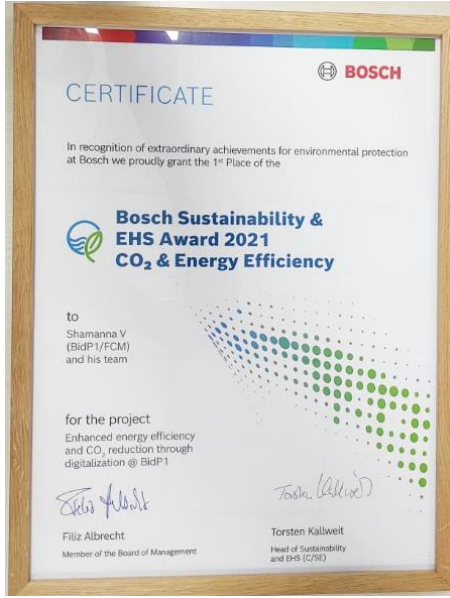 BOSCH
CERTIFICATE
In recognition of extraordinary achievements for environmental protection
at Bosch we proudly grant the 1st Place of the
Bosch Sustainability &
EHS Award 2021
CO₂ & Energy Efficiency
to
Shamanna V
(BidP1/FCM)
and his team
for the project
Enhanced energy efficiency
and CO₂ reduction through
digitalization @ BidP1
Filiz Albrecht
Member of the Board of Management
Torsten Kallweit
Torsten Kallweit
Head of Sustainability
and EHS (C/SE)